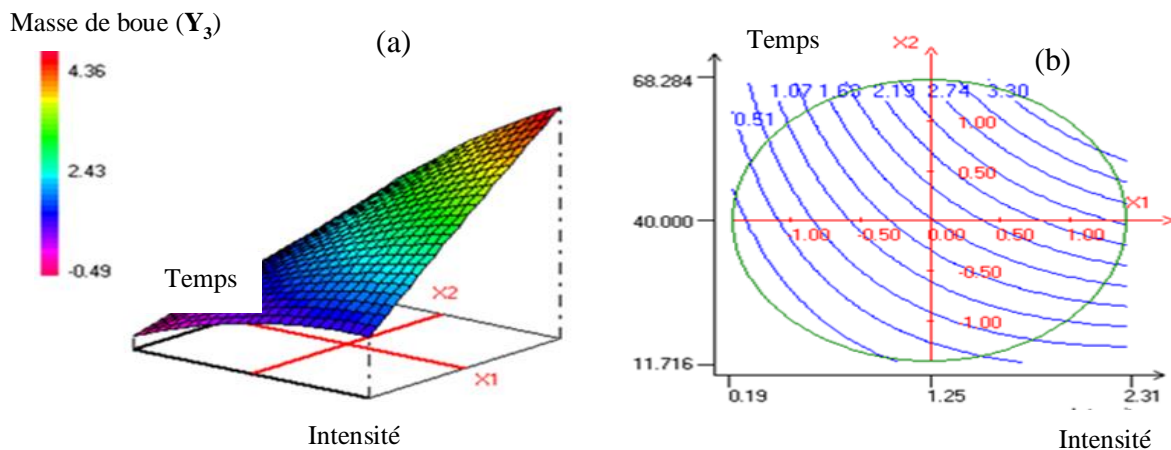 Masse de boue (Y3)
(a)
4.36
2.43
-0.49
Temps
X2
X1
Intensité
Temps
X2
(b)
68.284
1.07 1.63 2.19 2.74 3.30
0.51
1.00
0.50
X1
40.000
1.00 -0.50 0.00 0.50 1.00
-0.50
1.00
11.716
0.19 1.25 2.31
Intensité